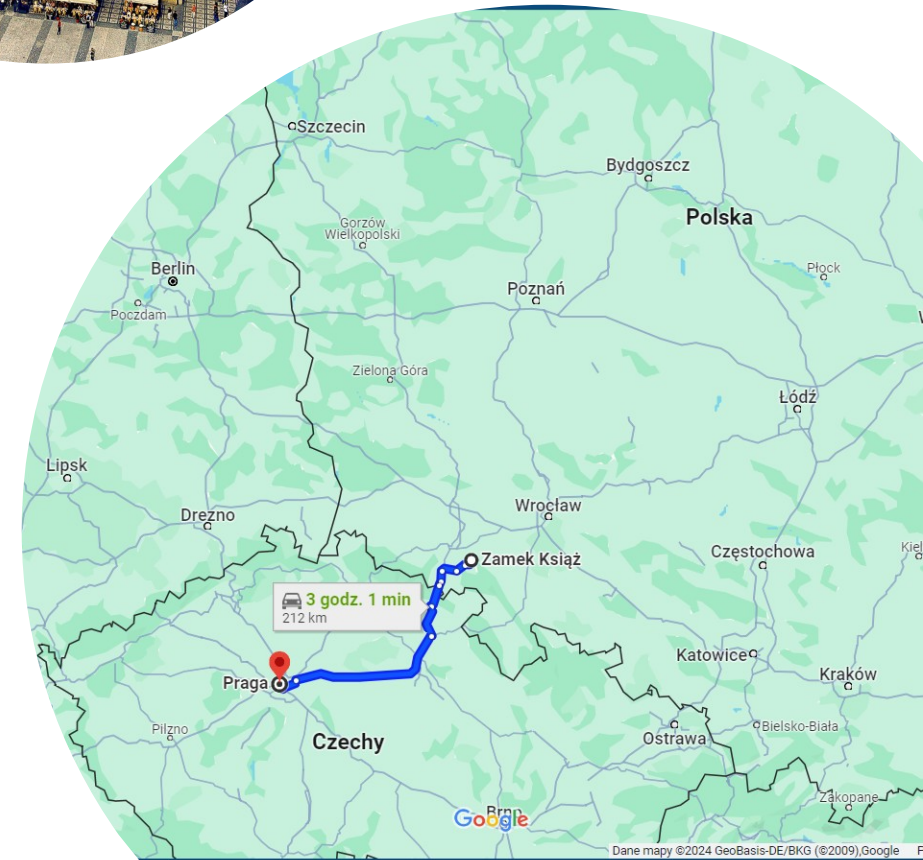 Szczecin
Bydgoszcz
Polska
Gorzów
Wielkopolski
Płock
Berlin
Poczdam
Poznań
Zielona Góra
Łódź
Lipsk
Wrocław
Drezno
Zamek Książ
Częstochowa
3 godz. 1 min
212 km
Katowice
Kraków
Praga
Pilzno
Czechy
Ostrawa
Bielsko-Biała
Zakopane
Brno
Google
Dane mapy ©2024 GeoBasis-DE/BKG (©2009),Google